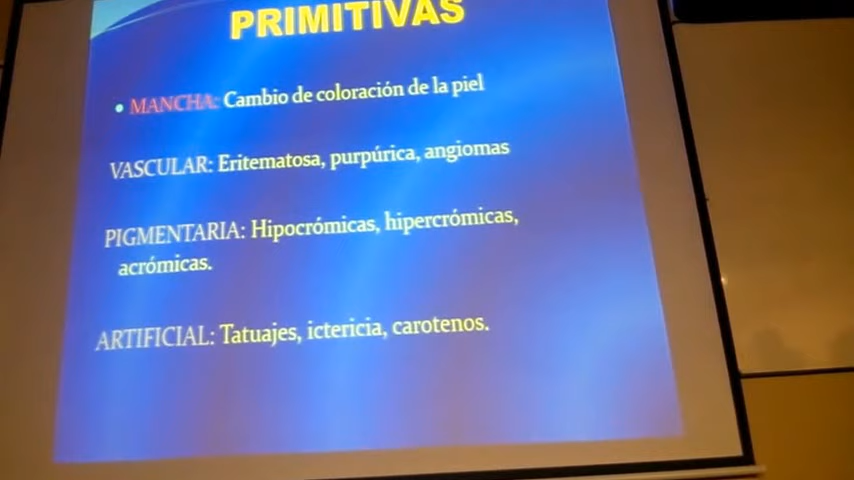 PRIMITIVAS
• MANCHA: Cambio de coloración de la piel
VASCULAR: Eritematosa, purpúrica, angiomas
PIGMENTARIA: Hipocrómicas, hipercrómicas,
acrómicas.
ARTIFICIAL: Tatuajes, ictericia, carotenos.